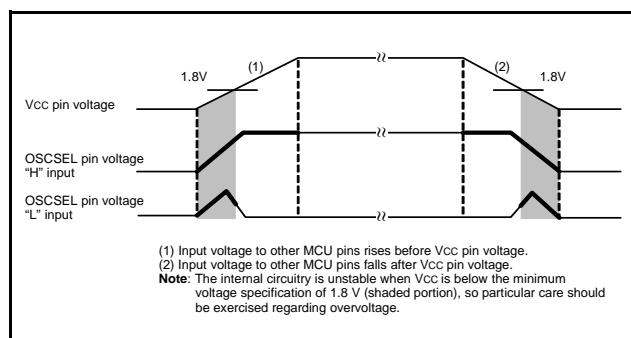 1.8V
(1)
(2)
1.8V
VCC pin voltage
OSCSEL pin voltage
“H” input
OSCSEL pin voltage
“L” input
(1) Input voltage to other MCU pins rises before VCC pin voltage.
(2) Input voltage to other MCU pins falls after VCC pin voltage.
Note: The internal circuitry is unstable when VCC is below the minimum
voltage specification of 1.8 V (shaded portion), so particular care should
be exercised regarding overvoltage.